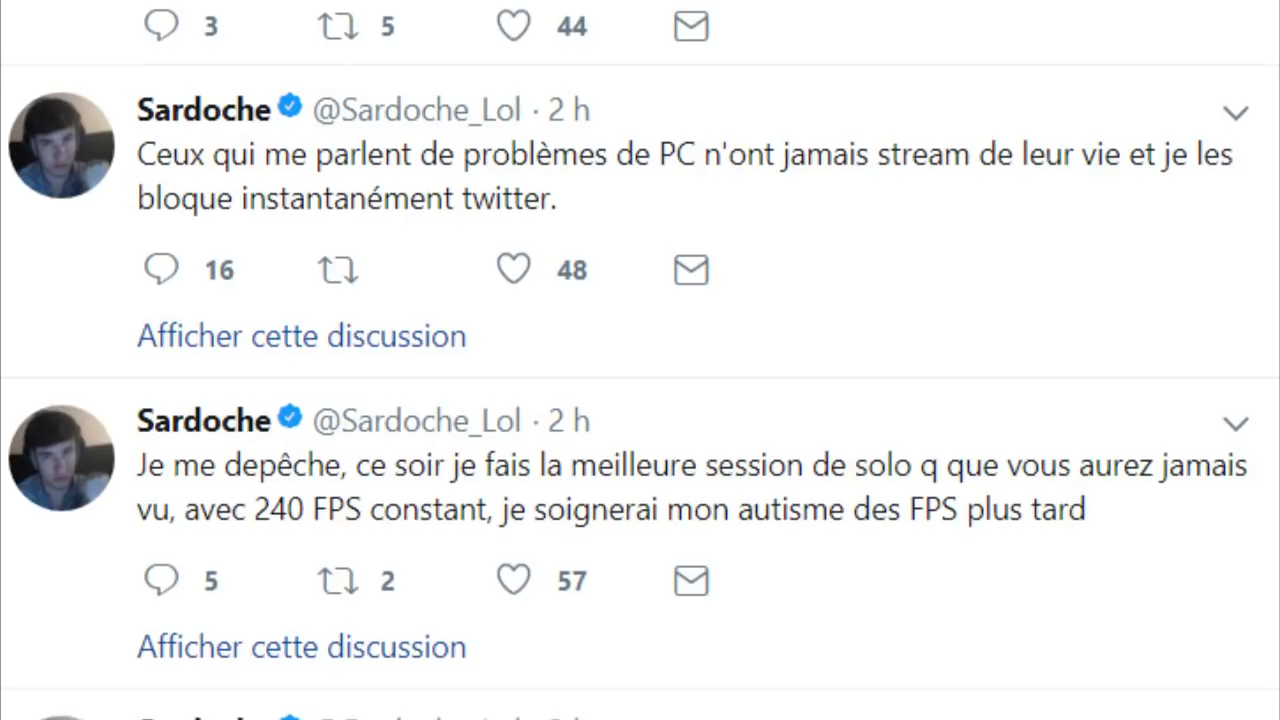 3 5 44
Sardoche @Sardoche_Lol · 2 h
Ceux qui me parlent de problèmes de PC n'ont jamais stream de leur vie et je les
bloque instantanément twitter.
16 48
Afficher cette discussion
Sardoche @Sardoche_Lol · 2 h
Je me depêche, ce soir je fais la meilleure session de solo q que vous aurez jamais
vu, avec 240 FPS constant, je soignerai mon autisme des FPS plus tard
5 2 57
Afficher cette discussion